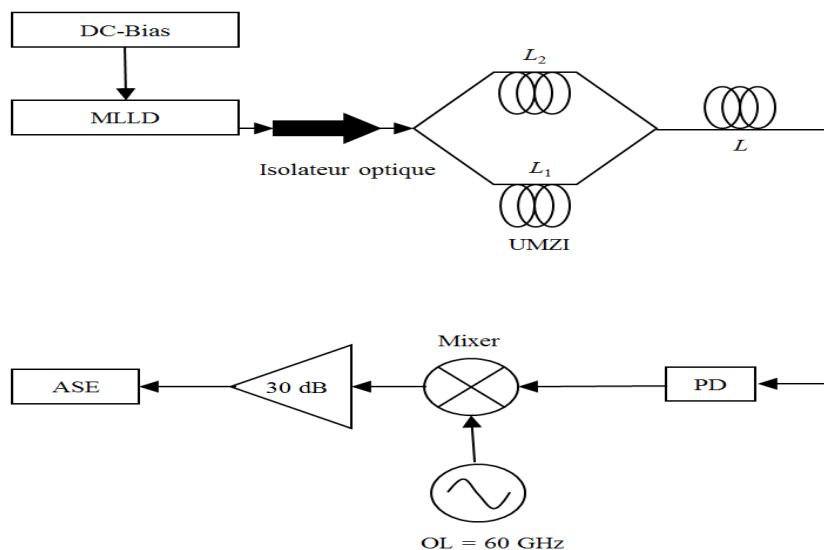 DC-Bias
MLLD
Isolateur optique
L₂
L₁
UMZI
L
Mixer
ASE
30 dB
PD
OL = 60 GHz